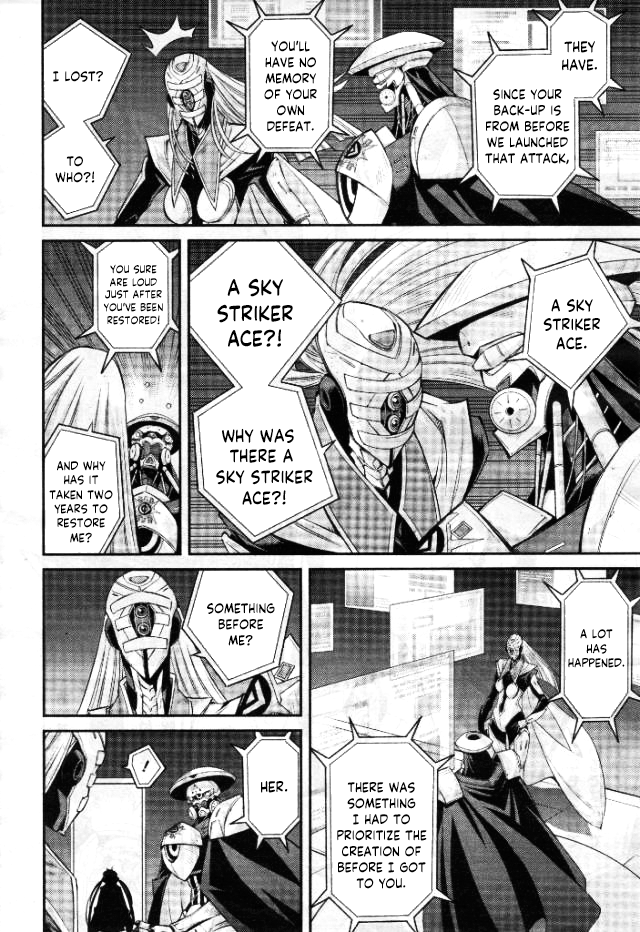 THEY
HAVE.
SINCE YOUR
BACK-UP IS
FROM BEFORE
WE LAUNCHED
THAT ATTACK,
YOU'LL
HAVE NO
MEMORY
OF YOUR
OWN
DEFEAT.
I LOST?
TO
WHO?!
A SKY
STRIKER
ACE.
A SKY
STRIKER
ACE?!
WHY WAS
THERE A
SKY STRIKER
ACE?!
YOU SURE
ARE LOUD
JUST AFTER
YOU'VE BEEN
RESTORED!
AND WHY
HAS IT
TAKEN TWO
YEARS TO
RESTORE
ME?
A LOT
HAS
HAPPENED.
THERE WAS
SOMETHING
I HAD TO
PRIORITIZE THE
CREATION OF
BEFORE I GOT
TO YOU.
SOMETHING
BEFORE
ME?
HER.
!